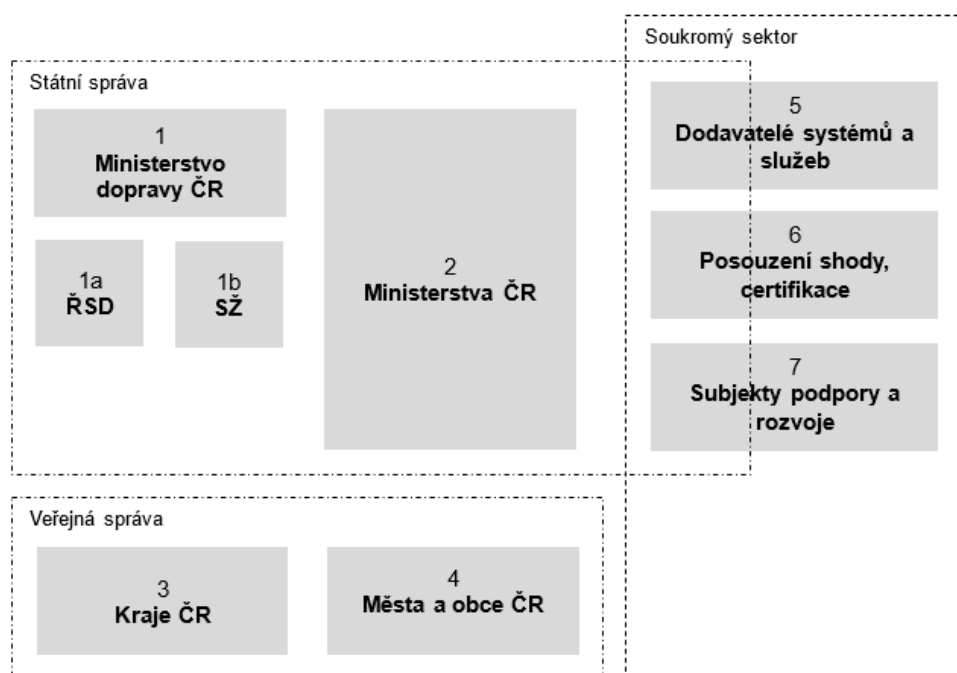 Soukromý sektor
Státní správa
1
Ministerstvo
dopravy ČR
1a
ŘSD
1b
SŽ
2
Ministerstva ČR
5
Dodavatelé systémů a
služeb
6
Posouzení shody,
certifikace
7
Subjekty podpory a
rozvoje
Veřejná správa
3
Kraje ČR
4
Města a obce ČR